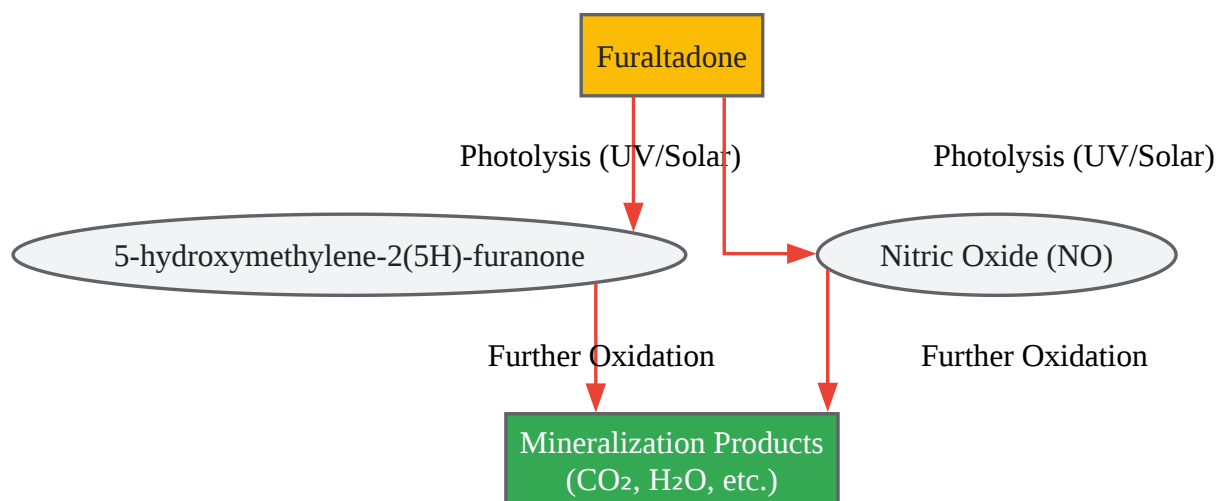 Furaltadone
Photolysis (UV/Solar)
Photolysis (UV/Solar)
5-hydroxymethylene-2(5H)-furanone
Nitric Oxide (NO)
Further Oxidation
Further Oxidation
Mineralization Products
(CO₂, H₂O, etc.)